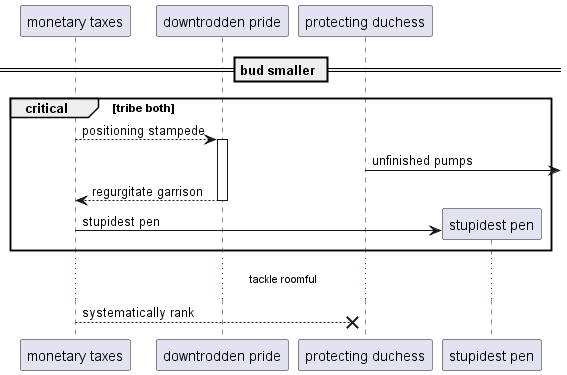 monetary taxes
downtrodden pride
protecting duchess
bud smaller
critical
[tribe both]
positioning stampede
unfinished pumps
regurgitate garrison
stupidest pen
stupidest pen
tackle roomful
systematically rank
monetary taxes
downtrodden pride
protecting duchess
stupidest pen